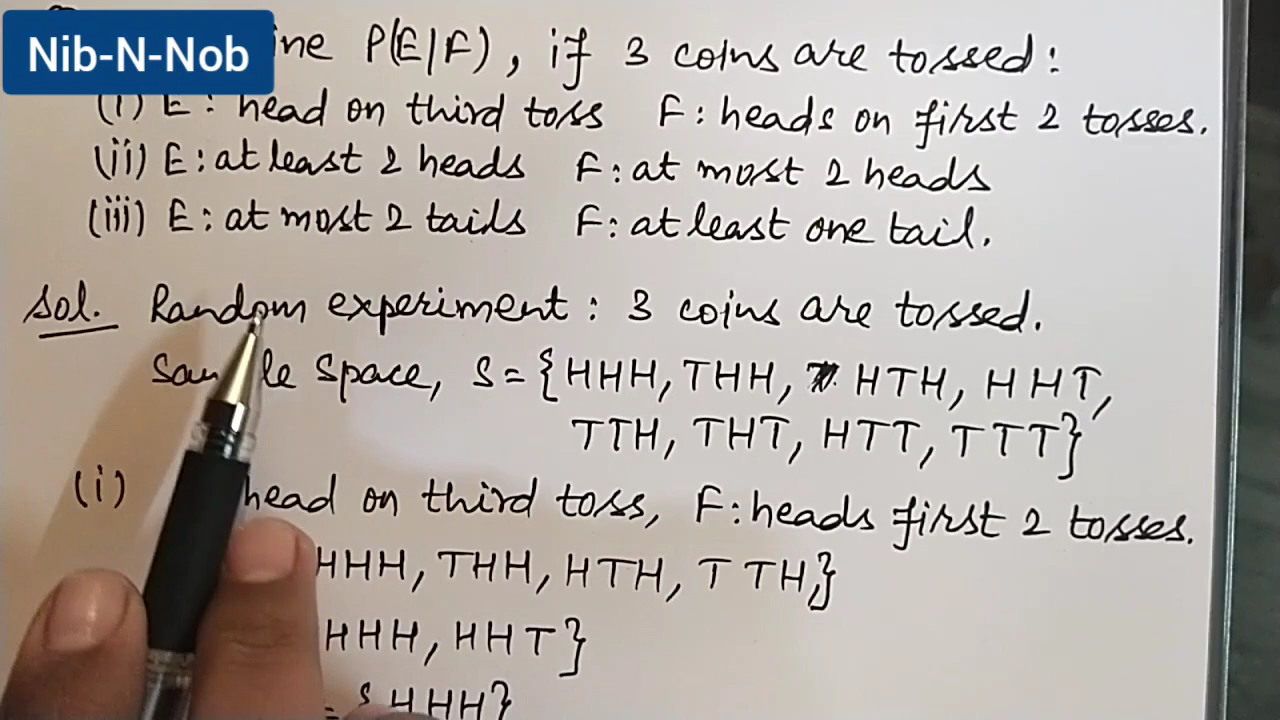 Nib-N-Nob
P(E|F), if 3 coins are tossed:
(i) E: head on third toss F: heads on first 2 tosses.
(ii) E: at least 2 heads F: at most 2 heads
(iii) E: at most 2 tails F: at least one tail.
Sol. Random experiment: 3 coins are tossed.
Space, S={HHH, THH, HTH, HHT,
TTH, THT, HTT, TTT}
(i) head on third toss, F: heads first 2 tosses.
HHH, THH, HTH, TTH,}
HHH, HHT}
= {HHH}